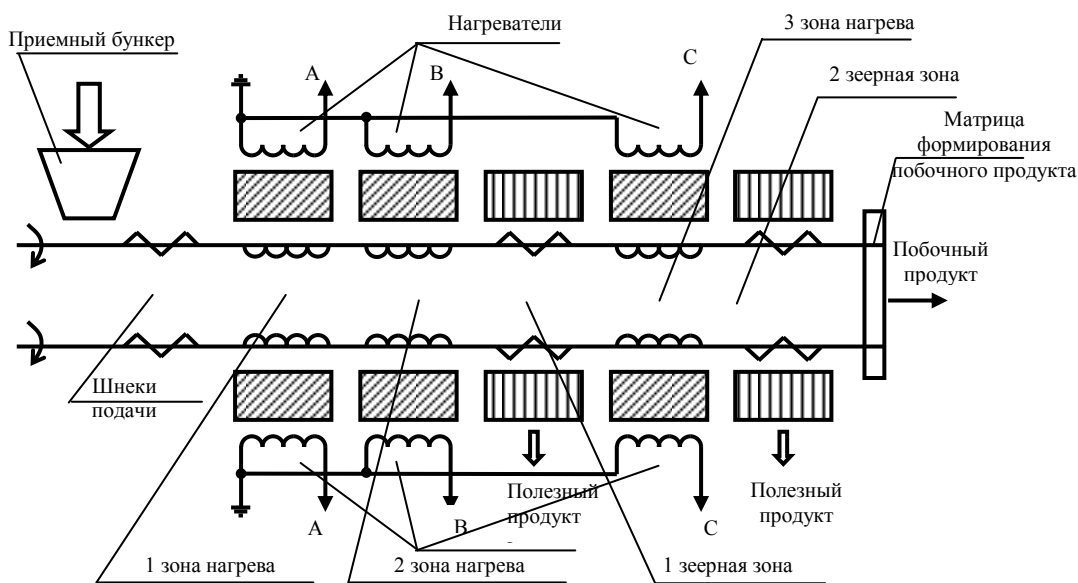 Приемный бункер
Нагреватели
3 зона нагрева
2 зеерная зона
A
B
C
Матрица
формирования
побочного продукта
Побочный
продукт
Шнеки
подачи
Полезный
продукт
Полезный
продукт
A
B
C
1 зона нагрева
2 зона нагрева
1 зеерная зона